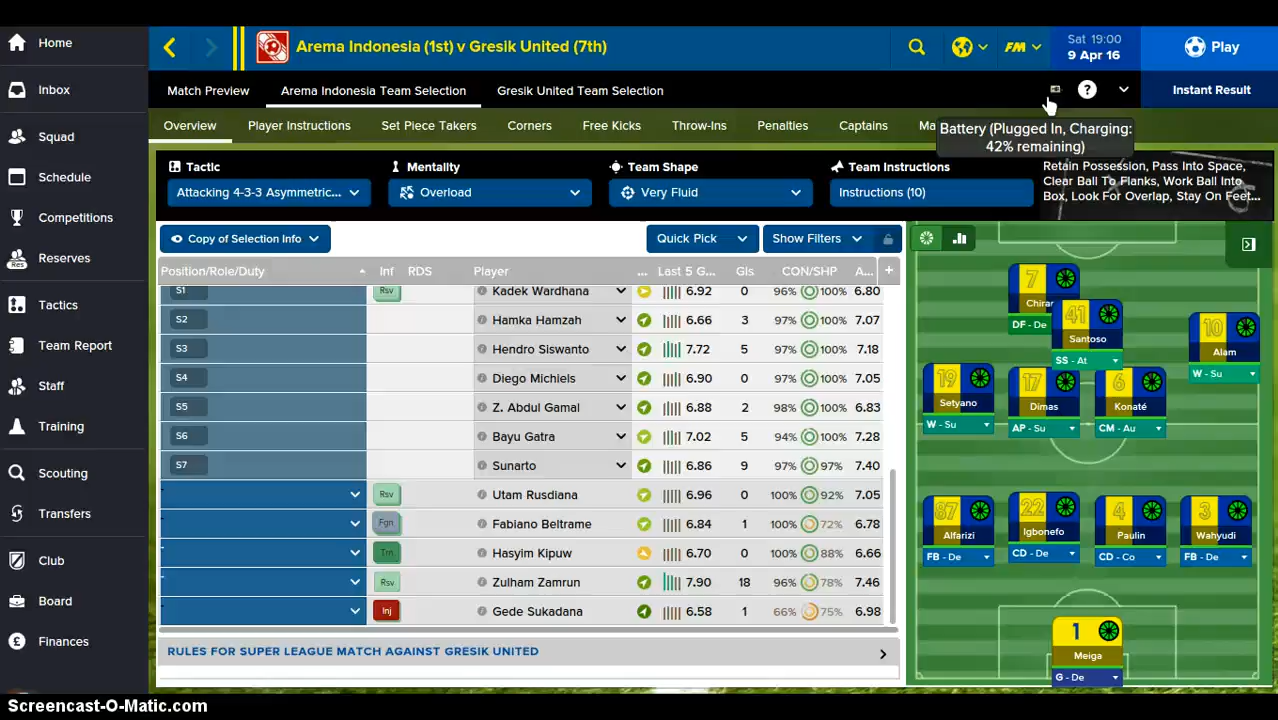 Home
Inbox
Squad
Schedule
Competitions
Res
Reserves
Tactics
Team Report
Staff
Training
Scouting
Transfers
Club
Board
£ Finances
Arema Indonesia (1st) v Gresik United (7th)
FM
Sat 19:00
9 Apr 16
Play
Match Preview
Arema Indonesia Team Selection
Gresik United Team Selection
?
Instant Result
Overview
Player Instructions
Set Piece Takers
Corners
Free Kicks
Throw-Ins
Penalties
Captains
Ma
Battery (Plugged In, Charging:
42% remaining)
Tactic
Mentality
Team Shape
Team Instructions
Attacking 4-3-3 Asymmetric...
Overload
Very Fluid
Instructions (10)
Retain Possession, Pass Into Space,
Clear Ball To Flanks, Work Ball Into
Box, Look For Overlap, Stay On Feet...
Copy of Selection Info
Quick Pick
Show Filters
Position/Role/Duty Inf RDS Player ... Last 5 G... Gls CON/SHP A... +
S1 Rsv Kadek Wardhana 6.92 0 96% 100% 6.80
S2 Hamka Hamzah 6.66 3 97% 100% 7.07
S3 Hendro Siswanto 7.72 5 97% 100% 7.18
S4 Diego Michiels 6.90 0 97% 100% 7.05
S5 Z. Abdul Gamal 6.88 2 98% 100% 6.83
S6 Bayu Gatra 7.02 5 94% 100% 7.28
S7 Sunarto 6.86 9 97% 97% 7.40
- Rsv Utam Rusdiana 6.96 0 100% 92% 7.05
- Fgn Fabiano Beltrame 6.84 1 100% 72% 6.78
- Trn Hasyim Kipuw 6.70 0 100% 88% 6.66
- Rsv Zulham Zamrun 7.90 18 96% 78% 7.46
- Inj Gede Sukadana 6.58 1 66% 75% 6.98
RULES FOR SUPER LEAGUE MATCH AGAINST GRESIK UNITED
7
Chira
DF - De
41
Santoso
SS - At
10
Alam
W - Su
19
Setyano
W - Su
17
Dimas
AP - Su
6
Konaté
CM - Au
87
Alfarizi
FB - De
22
Igbonefo
CD - De
4
Paulin
CD - Co
3
Wahyudi
FB - De
1
Meiga
G - De
Screencast-O-Matic.com